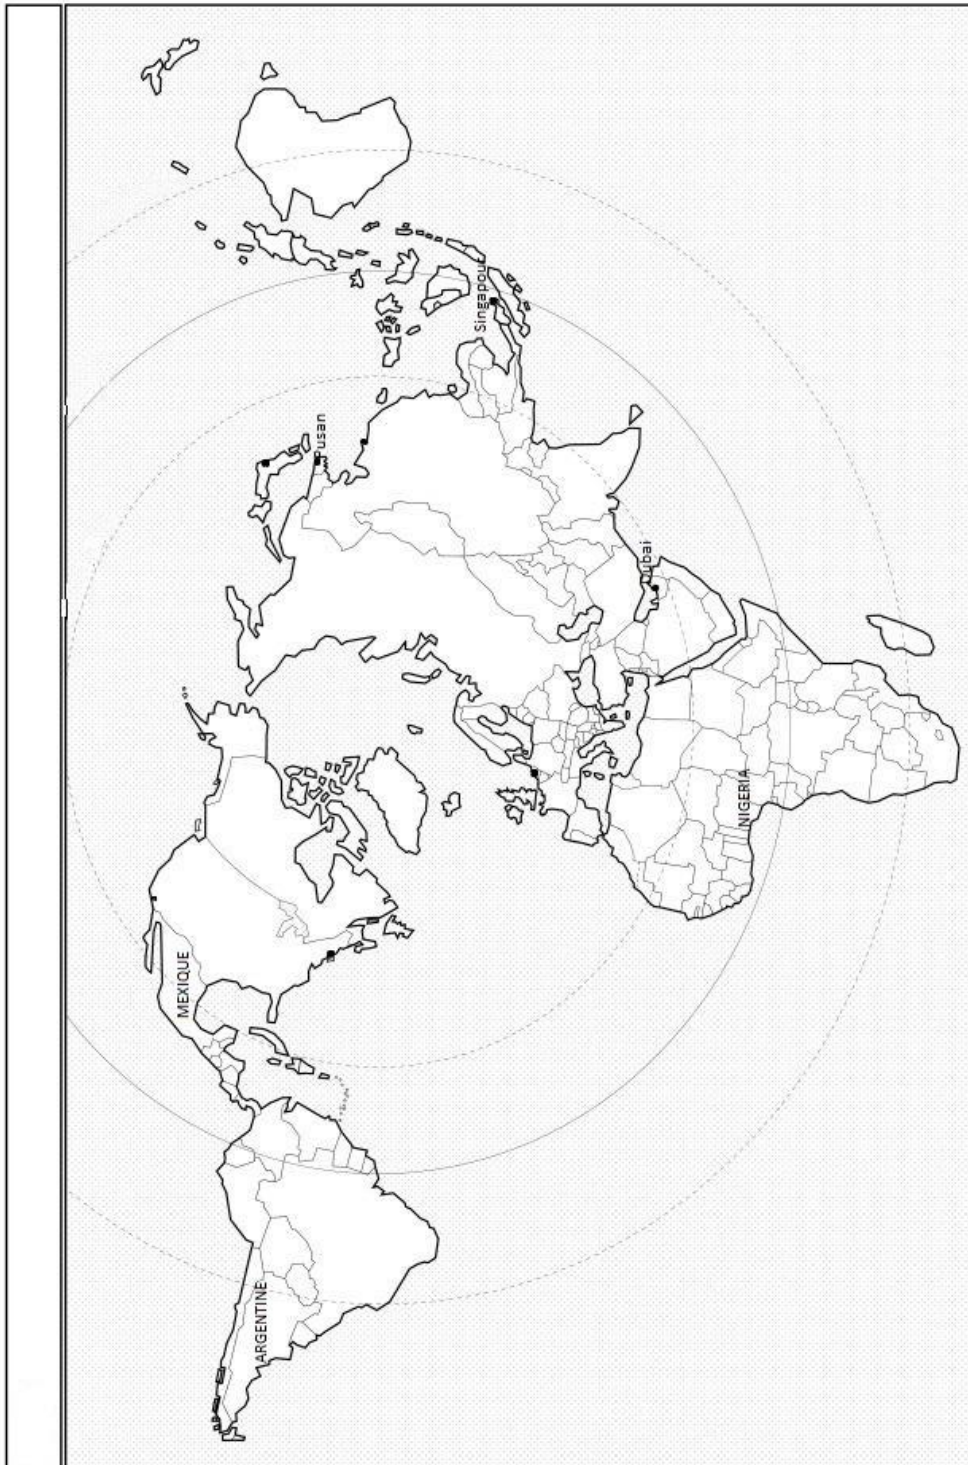 Singapour
Pusan
Dubai
NIGERIA
MEXIQUE
ARGENTINE